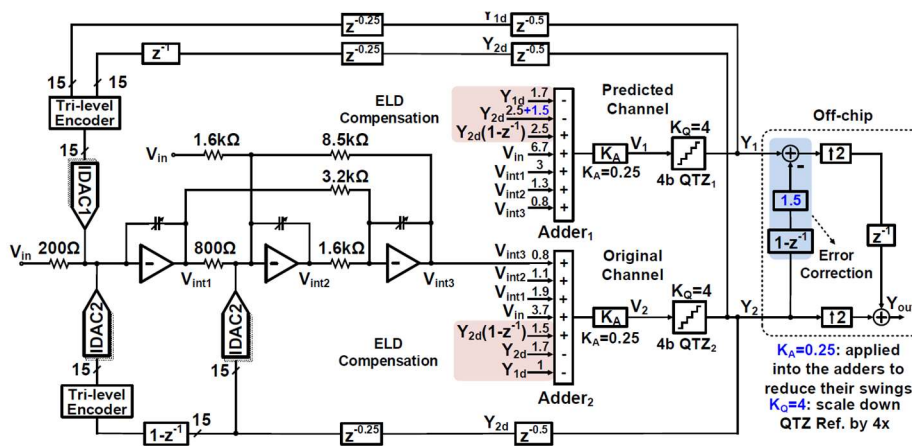 z^-0.25
Y1d
z^-0.5
z^-1
z^-0.25
Y2d
z^-0.5
15
15
Tri-level
Encoder
15
IDAC1
ELD
Compensation
1.6kΩ
8.5kΩ
Vin
3.2kΩ
Vin
200Ω
800Ω
1.6kΩ
Vint1
Vint2
Vint3
IDAC2
IDAC2
15
15
Tri-level
Encoder
1-z^-1
15
ELD
Compensation
Y2d
z^-0.25
z^-0.5
Y1d 1.7 -
Y2d 2.5+1.5 -
Y2d(1-z^-1) 2.5 +
Vin 6.7 +
Vint1 3 +
Vint2 1.3 +
Vint3 0.8 +
Adder1
Predicted
Channel
KA
V1
KA=0.25
KQ=4
4b QTZ1
Y1
Vint3 0.8 +
Vint2 1.1 +
Vint1 1.9 +
Vin 3.7 +
Y2d(1-z^-1) 1.5 +
Y2d 1.7 -
Y1d 1 -
Adder2
Original
Channel
KA
V2
KA=0.25
KQ=4
4b QTZ2
Y2
Off-chip
+
-
↑2
1.5
1-z^-1
z^-1
Error
Correction
↑2
+
Yout
KA=0.25: applied
into the adders to
reduce their swings
KQ=4: scale down
QTZ Ref. by 4x